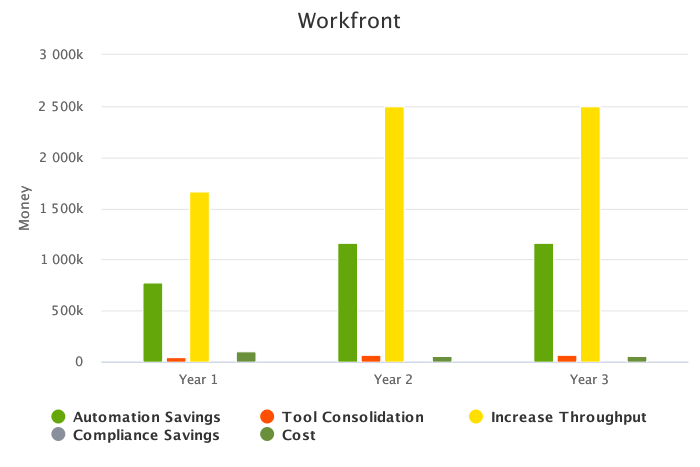 Workfront
3 000k
2 500k
2 000k
1 500k
1 000k
500k
0
Money
Year 1
Year 2
Year 3
Automation Savings
Tool Consolidation
Increase Throughput
Compliance Savings
Cost